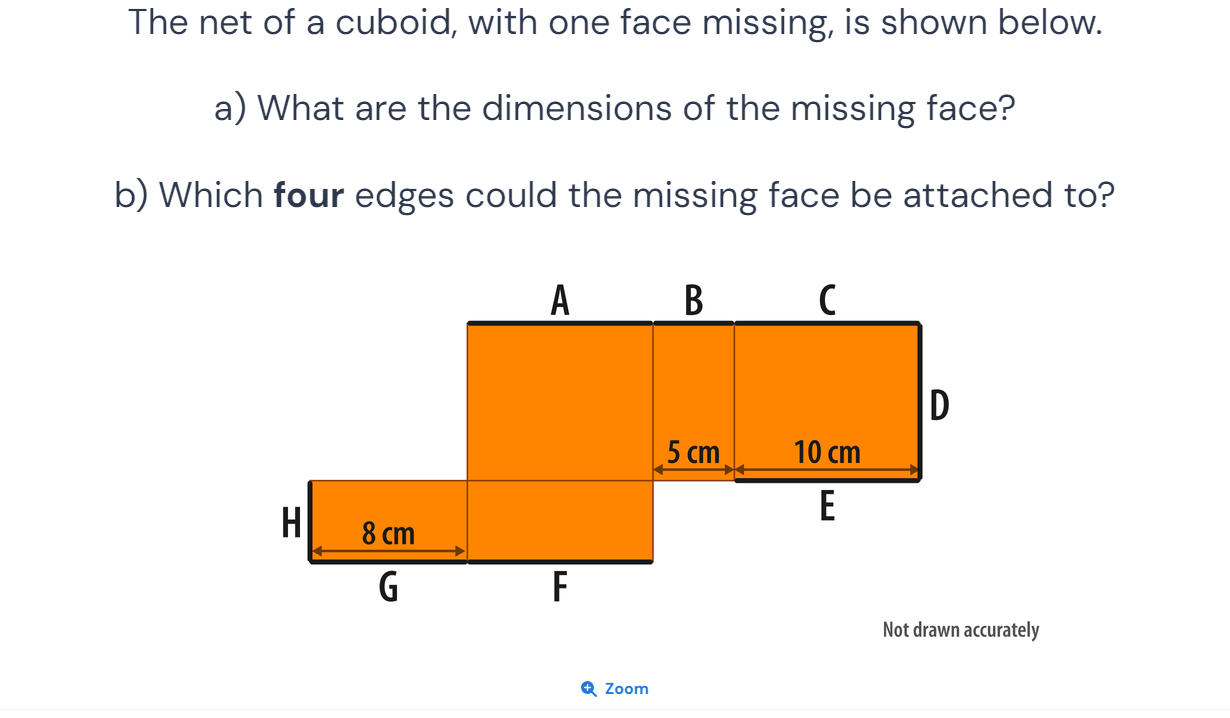 The net of a cuboid, with one face missing, is shown below.
a) What are the dimensions of the missing face?
b) Which four edges could the missing face be attached to?
A B C
D
5 cm 10 cm
E
H
8 cm
G F
Not drawn accurately
Zoom